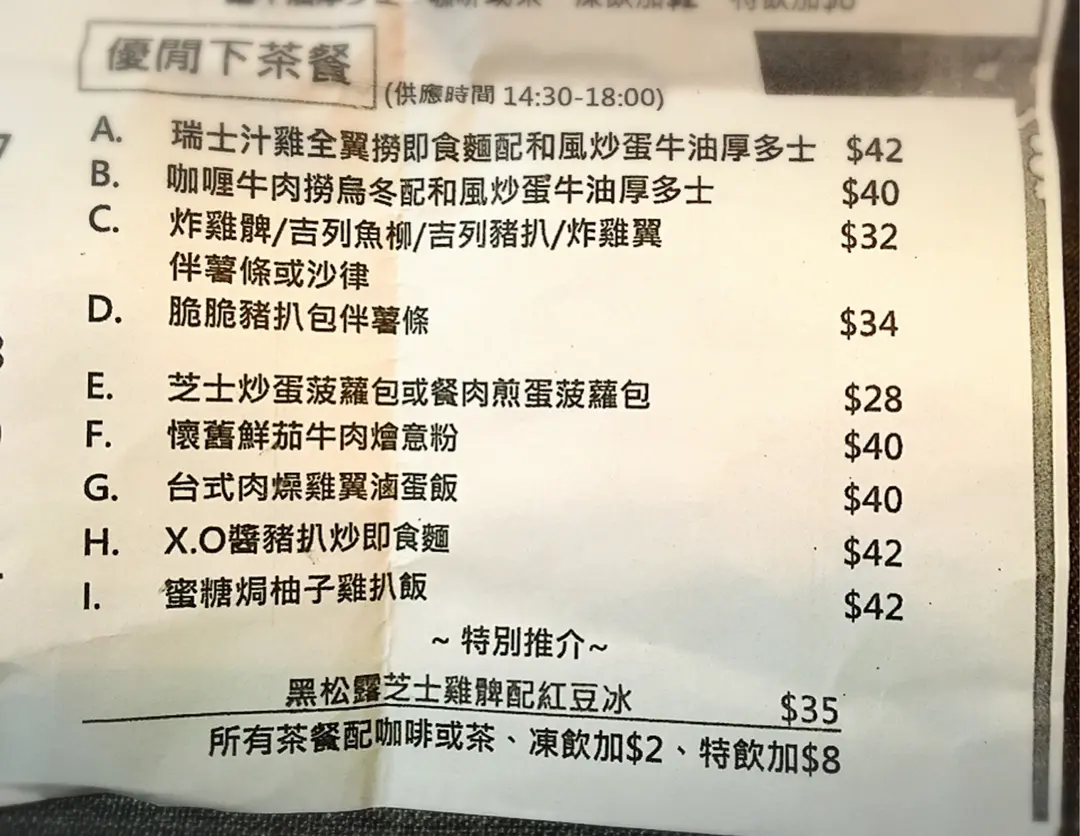 優閒下茶餐
(供應時間 14:30-18:00)
A. 瑞士汁雞全翼撈即食麵配和風炒蛋牛油厚多士 $42
B. 咖喱牛肉撈烏冬配和風炒蛋牛油厚多士 $40
C. 炸雞髀/吉列魚柳/吉列豬扒/炸雞翼 $32
伴薯條或沙律
D. 脆脆豬扒包伴薯條 $34
E. 芝士炒蛋菠蘿包或餐肉煎蛋菠蘿包 $28
F. 懷舊鮮茄牛肉燴意粉 $40
G. 台式肉燥雞翼滷蛋飯 $40
H. X.O醬豬扒炒即食麵 $42
I. 蜜糖焗柚子雞扒飯 $42
~ 特別推介~
黑松露芝士雞髀配紅豆冰 $35
所有茶餐配咖啡或茶、凍飲加$2、特飲加$8